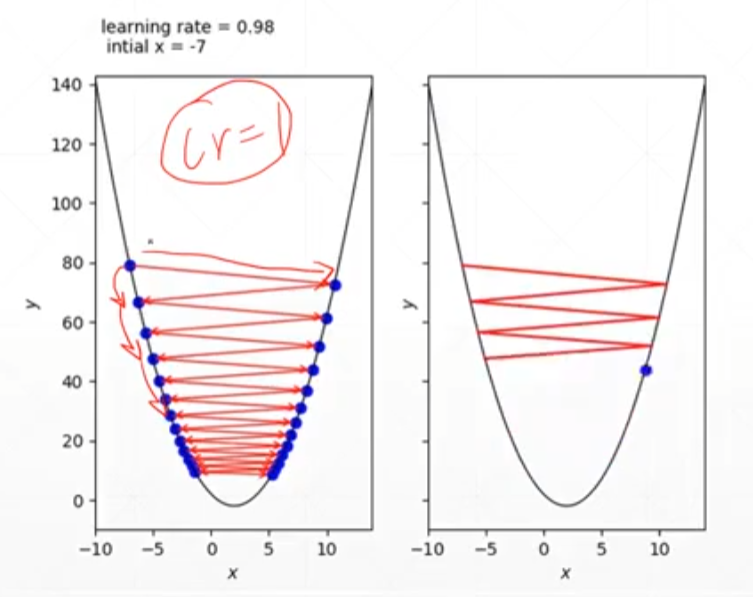 learning rate = 0.98
intial x = -7
Lr=1
140
120
100
80
60
40
20
0
y
−10 −5 0 5 10
x
y
−10 −5 0 5 10
x